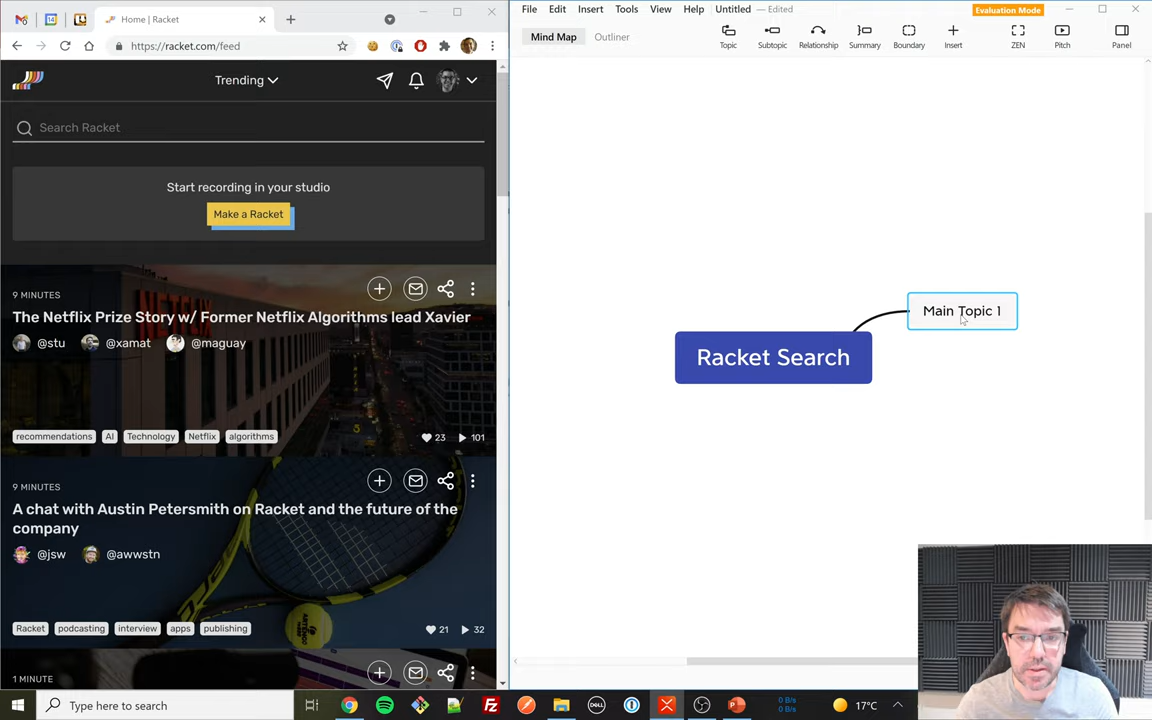 Home | Racket
https://racket.com/feed
Trending
Search Racket
Start recording in your studio
Make a Racket
9 MINUTES
The Netflix Prize Story w/ Former Netflix Algorithms lead Xavier
@stu
@xamat
@maguay
NETFLIX
recommendations
AI
Technology
Netflix
algorithms
23
101
9 MINUTES
A chat with Austin Petersmith on Racket and the future of the
company
@jsw
@awwstn
Racket
podcasting
interview
apps
publishing
21
32
1 MINUTE
File
Edit
Insert
Tools
View
Help
Untitled — Edited
Evaluation Mode
Mind Map
Outliner
Topic
Subtopic
Relationship
Summary
Boundary
Insert
ZEN
Pitch
Panel
Main Topic 1
Racket Search
Type here to search
0 B/s
0 B/s
17°C